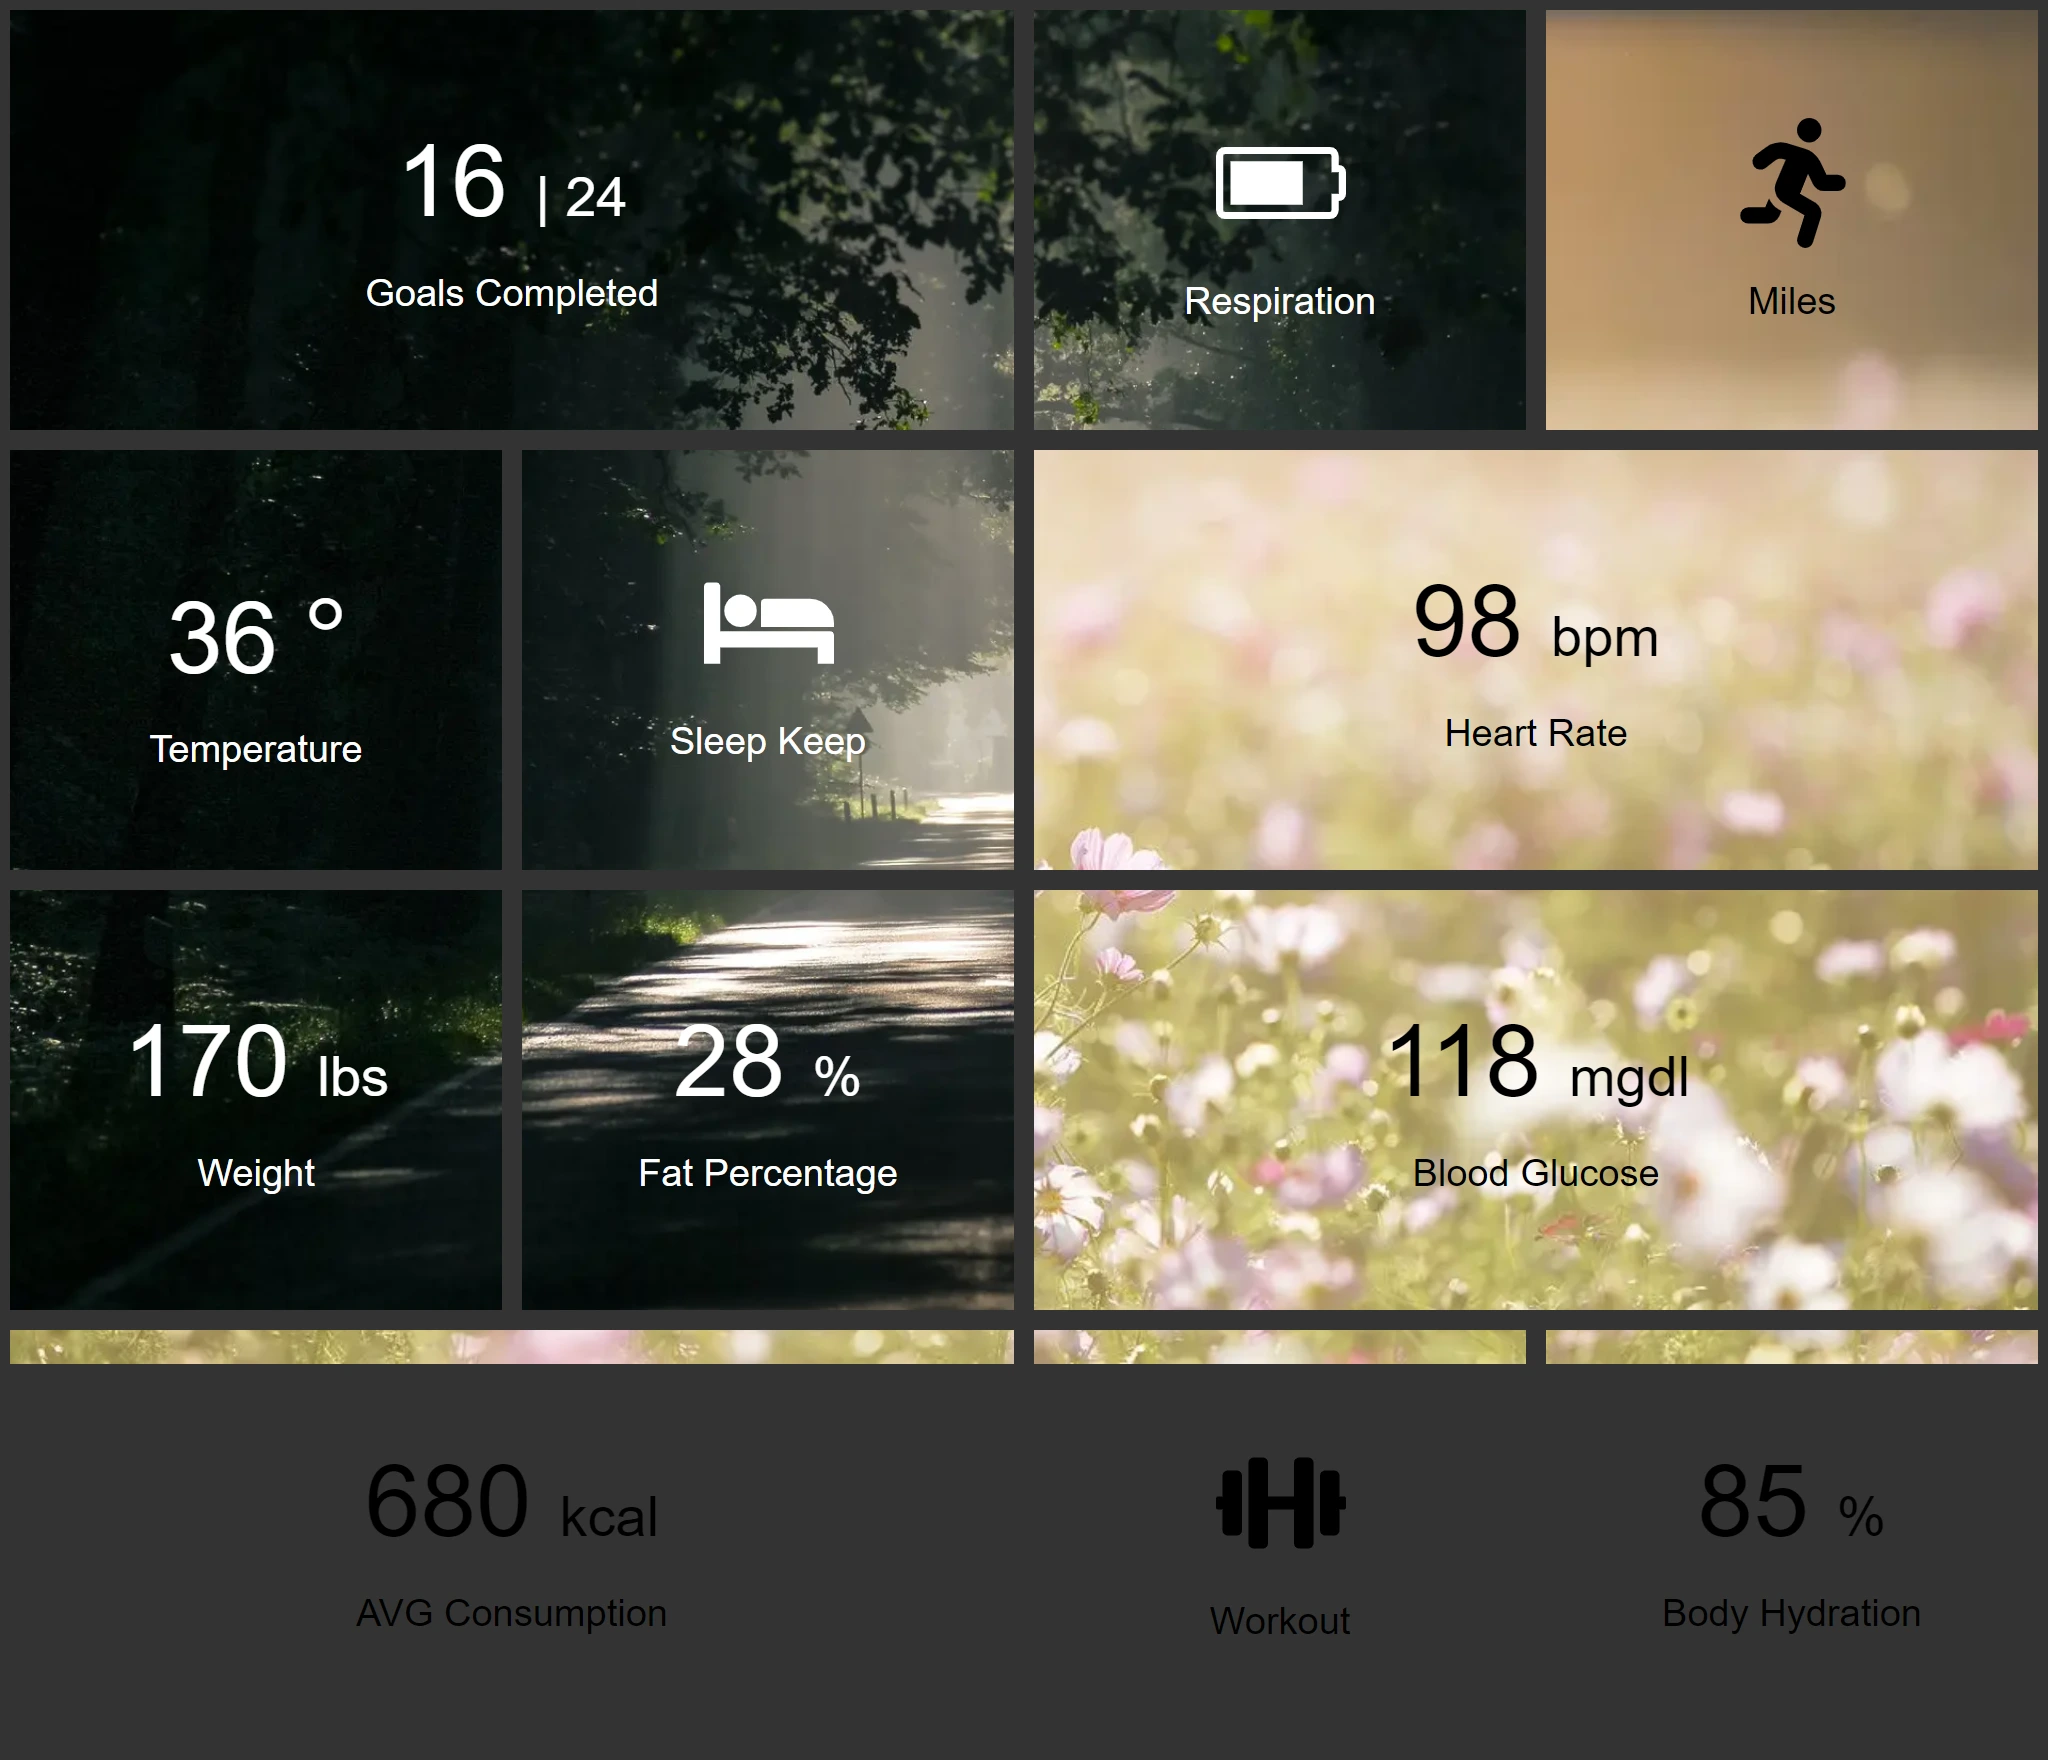 16 | 24
Goals Completed
Respiration
Miles
36 °
Temperature
Sleep Keep
98 bpm
Heart Rate
170 lbs
Weight
28 %
Fat Percentage
118 mgdl
Blood Glucose
680 kcal
AVG Consumption
Workout
85 %
Body Hydration